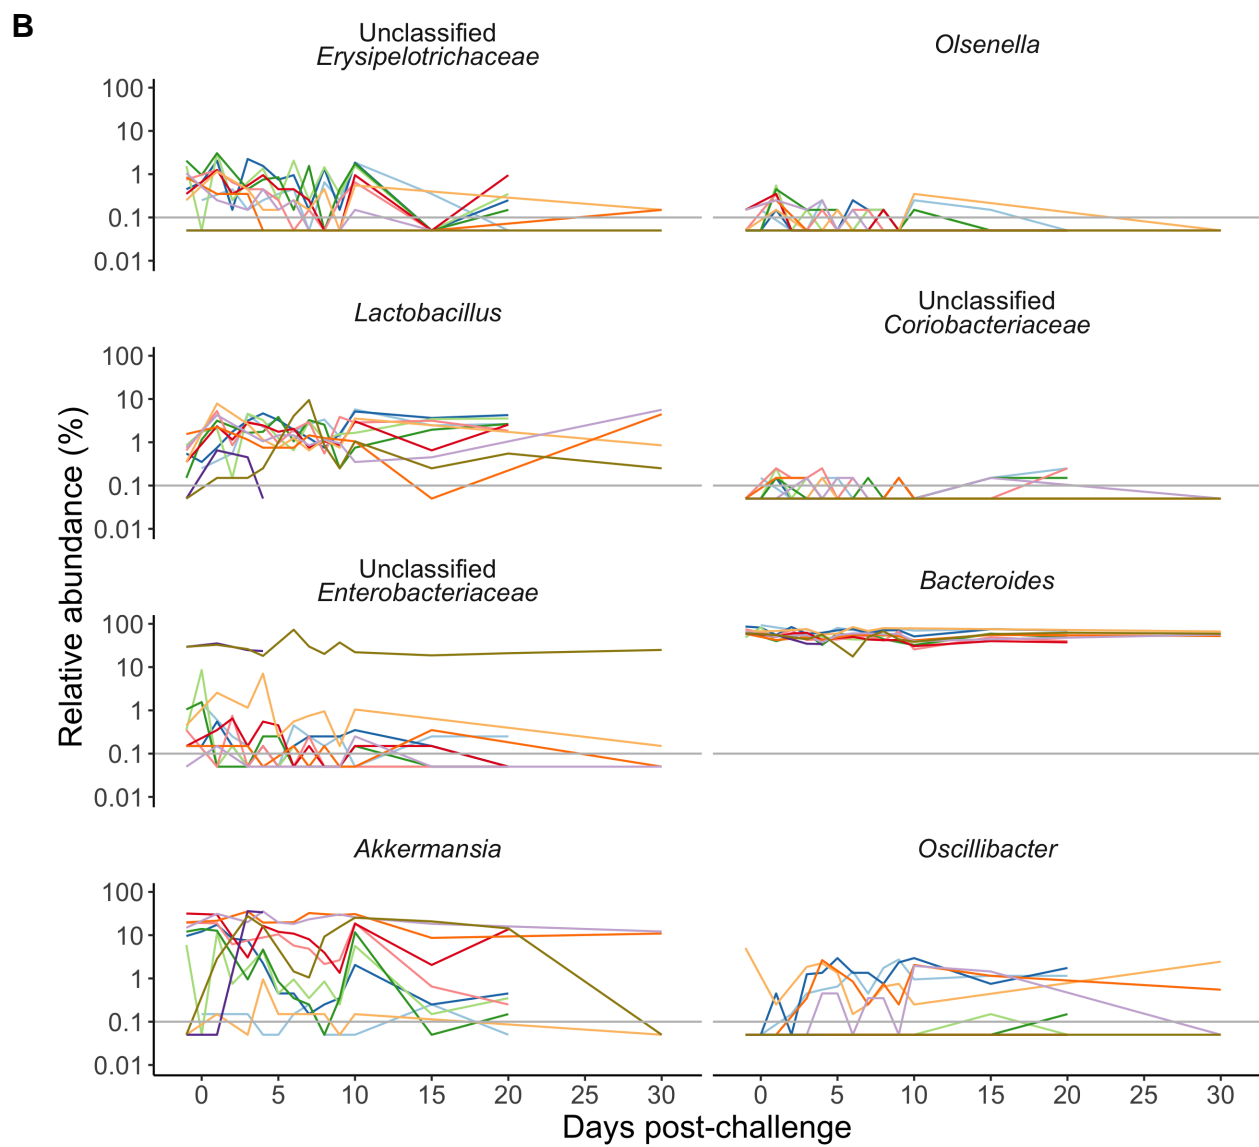 B
Unclassified
Erysipelotrichaceae
Olsenella
100
10
1
0.1
0.01
Lactobacillus
Unclassified
Coriobacteriaceae
100
10
1
0.1
0.01
Unclassified
Enterobacteriaceae
Bacteroides
100
10
1
0.1
0.01
Akkermansia
Oscillibacter
100
10
1
0.1
0.01
Relative abundance (%)
0 5 10 15 20 25 30
0 5 10 15 20 25 30
Days post-challenge